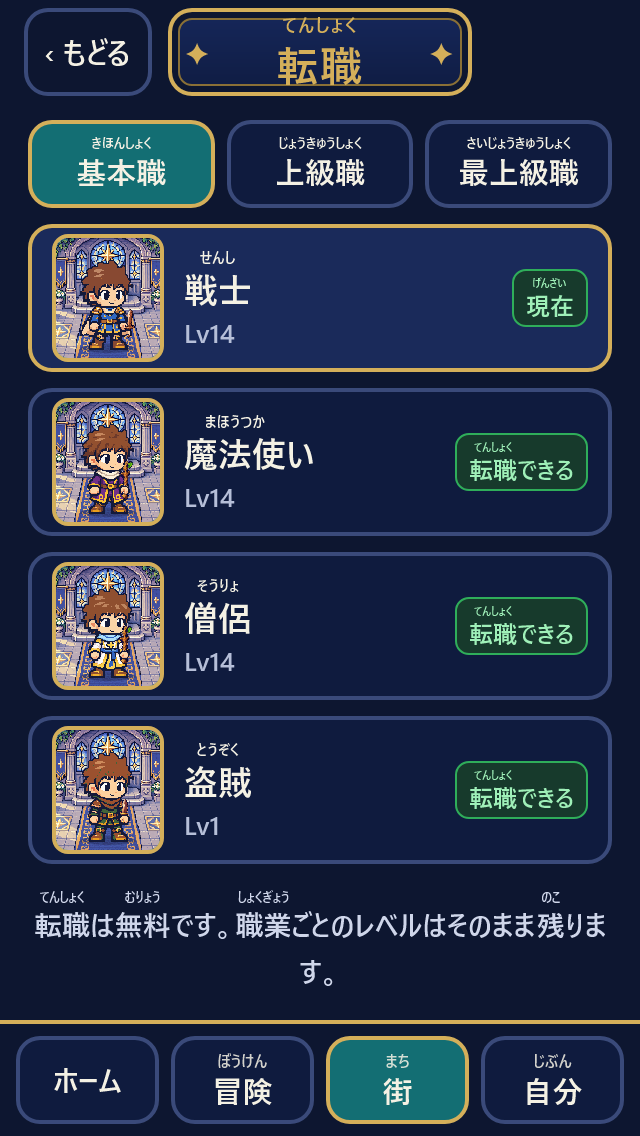 ‹ もどる
てんしょく
転職
きほんしょく
基本職
じょうきゅうしょく
上級職
さいじょうきゅうしょく
最上級職
せんし
戦士
Lv14
げんざい
現在
まほうつか
魔法使い
Lv14
てんしょく
転職できる
そうりょ
僧侶
Lv14
てんしょく
転職できる
とうぞく
盗賊
Lv1
てんしょく
転職できる
てんしょく むりょう しょくぎょう のこ
転職は無料です。職業ごとのレベルはそのまま残りま
す。
ホーム
ぼうけん
冒険
まち
街
じぶん
自分